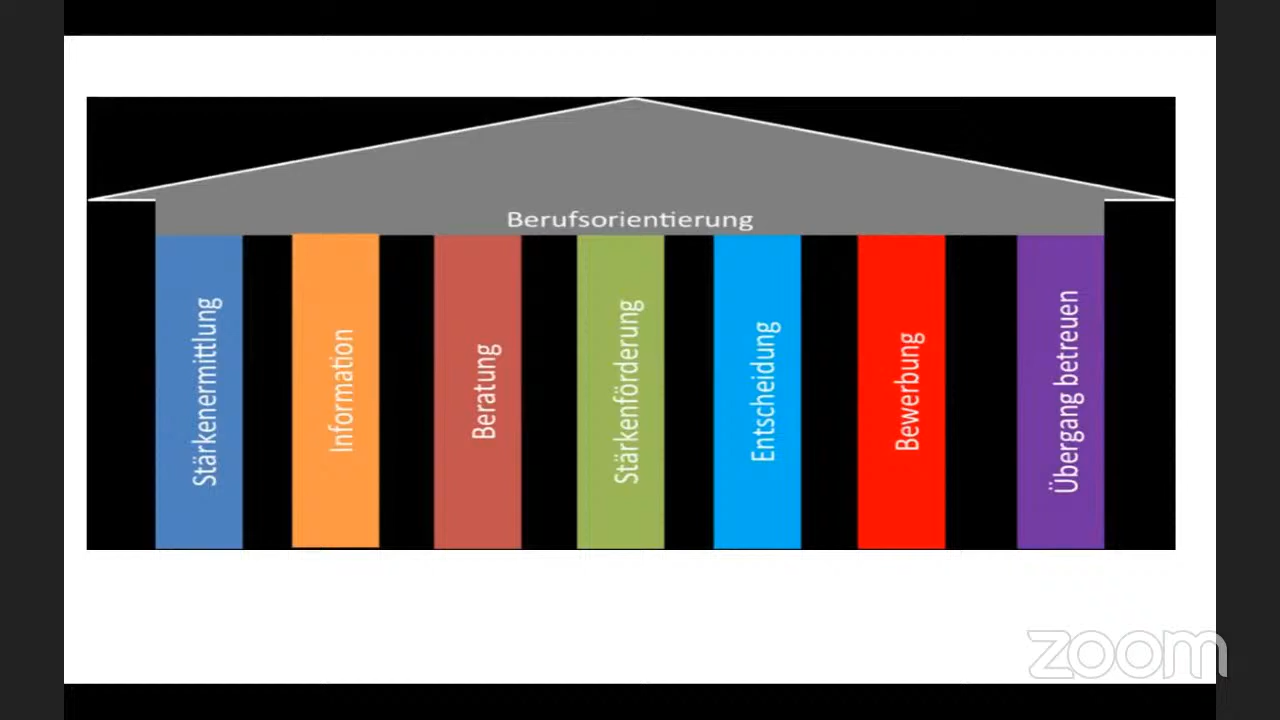 Berufsorientierung
Stärkenermittlung
Information
Beratung
Stärkenförderung
Entscheidung
Bewerbung
Übergang betreuen
zoom